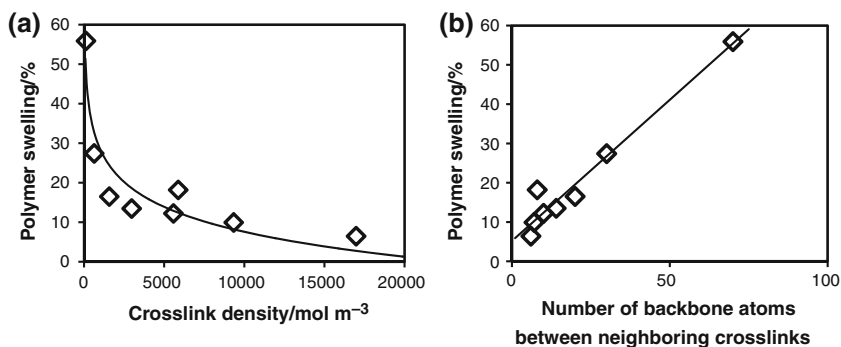 (a)
60
50
40
30
20
10
0
Polymer swelling/%
0 5000 10000 15000 20000
Crosslink density/mol m⁻³
(b)
60
50
40
30
20
10
0
Polymer swelling/%
0 50 100
Number of backbone atoms
between neighboring crosslinks